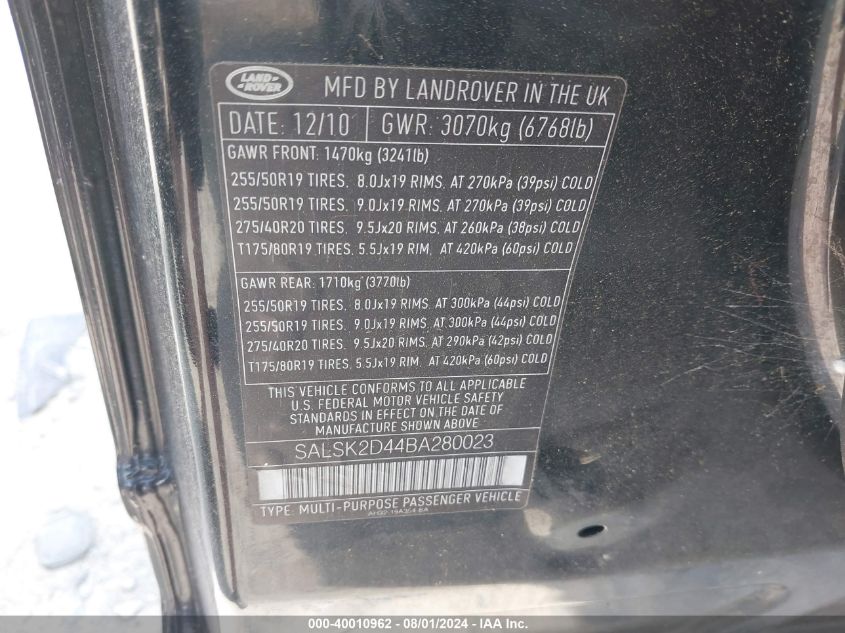 LAND-
-ROVER
MFD BY LANDROVER IN THE UK
DATE: 12/10 GWR: 3070kg (6768lb)
GAWR FRONT: 1470kg (3241lb)
255/50R19 TIRES, 8.0Jx19 RIMS, AT 270kPa (39psi) COLD
255/50R19 TIRES, 9.0Jx19 RIMS, AT 270kPa (39psi) COLD
275/40R20 TIRES, 9.5Jx20 RIMS, AT 260kPa (38psi) COLD
T175/80R19 TIRES, 5.5Jx19 RIM, AT 420kPa (60psi) COLD
GAWR REAR: 1710kg (3770lb)
255/50R19 TIRES, 8.0Jx19 RIMS, AT 300kPa (44psi) COLD
255/50R19 TIRES, 9.0Jx19 RIMS, AT 300kPa (44psi) COLD
275/40R20 TIRES, 9.5Jx20 RIMS, AT 290kPa (42psi) COLD
T175/80R19 TIRES, 5.5Jx19 RIM, AT 420kPa (60psi) COLD
THIS VEHICLE CONFORMS TO ALL APPLICABLE
U.S. FEDERAL MOTOR VEHICLE SAFETY
STANDARDS IN EFFECT ON THE DATE OF
MANUFACTURE SHOWN ABOVE
SALSK2D44BA280023
TYPE: MULTI-PURPOSE PASSENGER VEHICLE
000-40010962 - 08/01/2024 - IAA Inc.